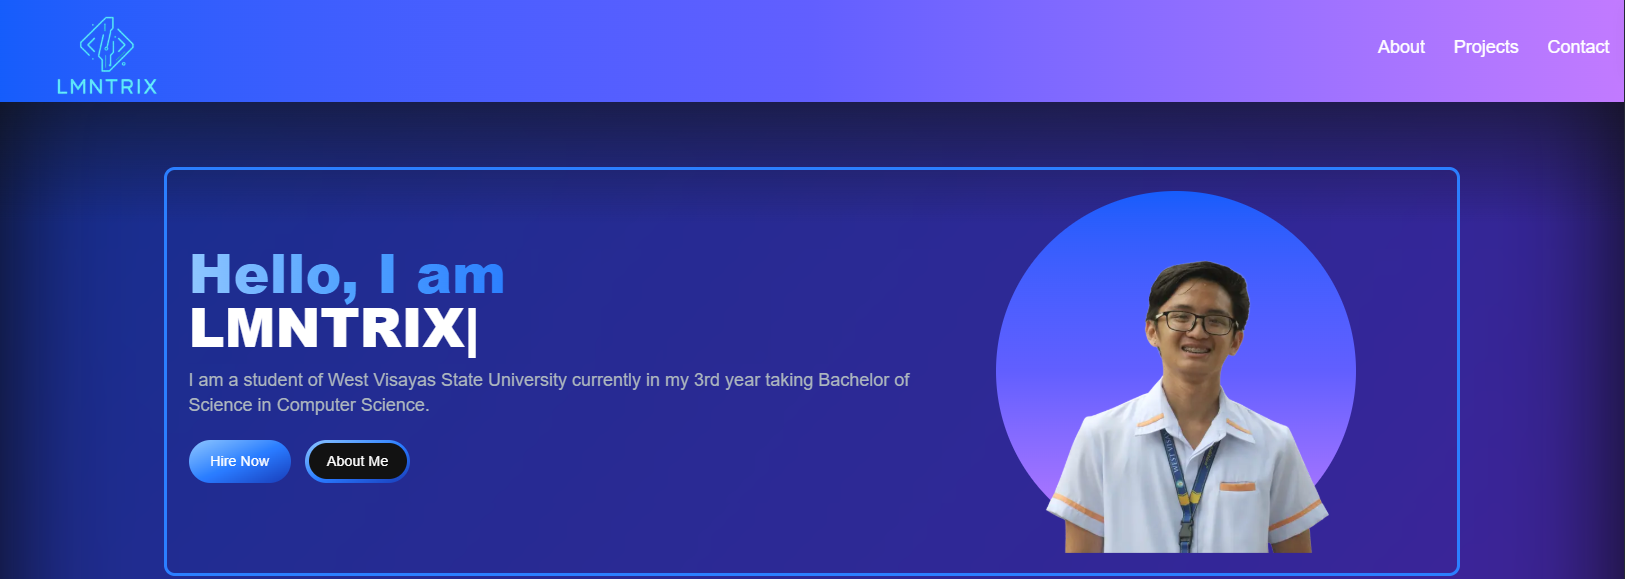 LMNTRIX
About Projects Contact
Hello, I am
LMNTRIX|
I am a student of West Visayas State University currently in my 3rd year taking Bachelor of
Science in Computer Science.
Hire Now About Me